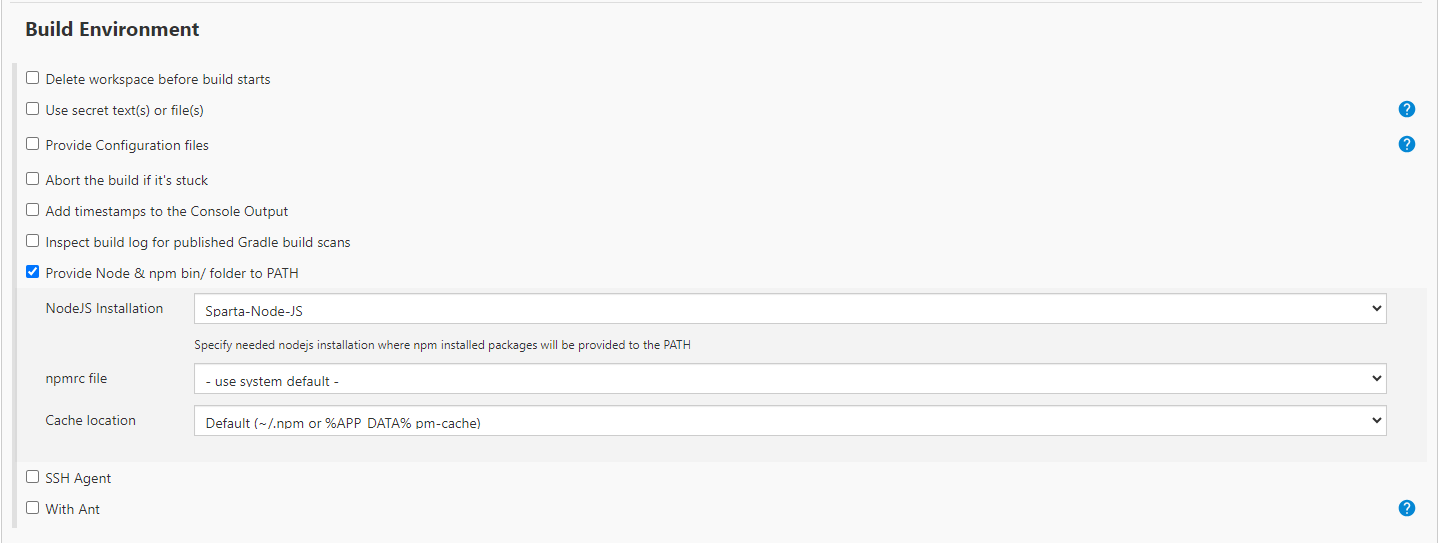 Build Environment
Delete workspace before build starts
Use secret text(s) or file(s)
?
Provide Configuration files
?
Abort the build if it's stuck
Add timestamps to the Console Output
Inspect build log for published Gradle build scans
Provide Node & npm bin/ folder to PATH
NodeJS Installation
Sparta-Node-JS
Specify needed nodejs installation where npm installed packages will be provided to the PATH
npmrc file
- use system default -
Cache location
Default (~/.npm or %APP_DATA% pm-cache)
SSH Agent
With Ant
?